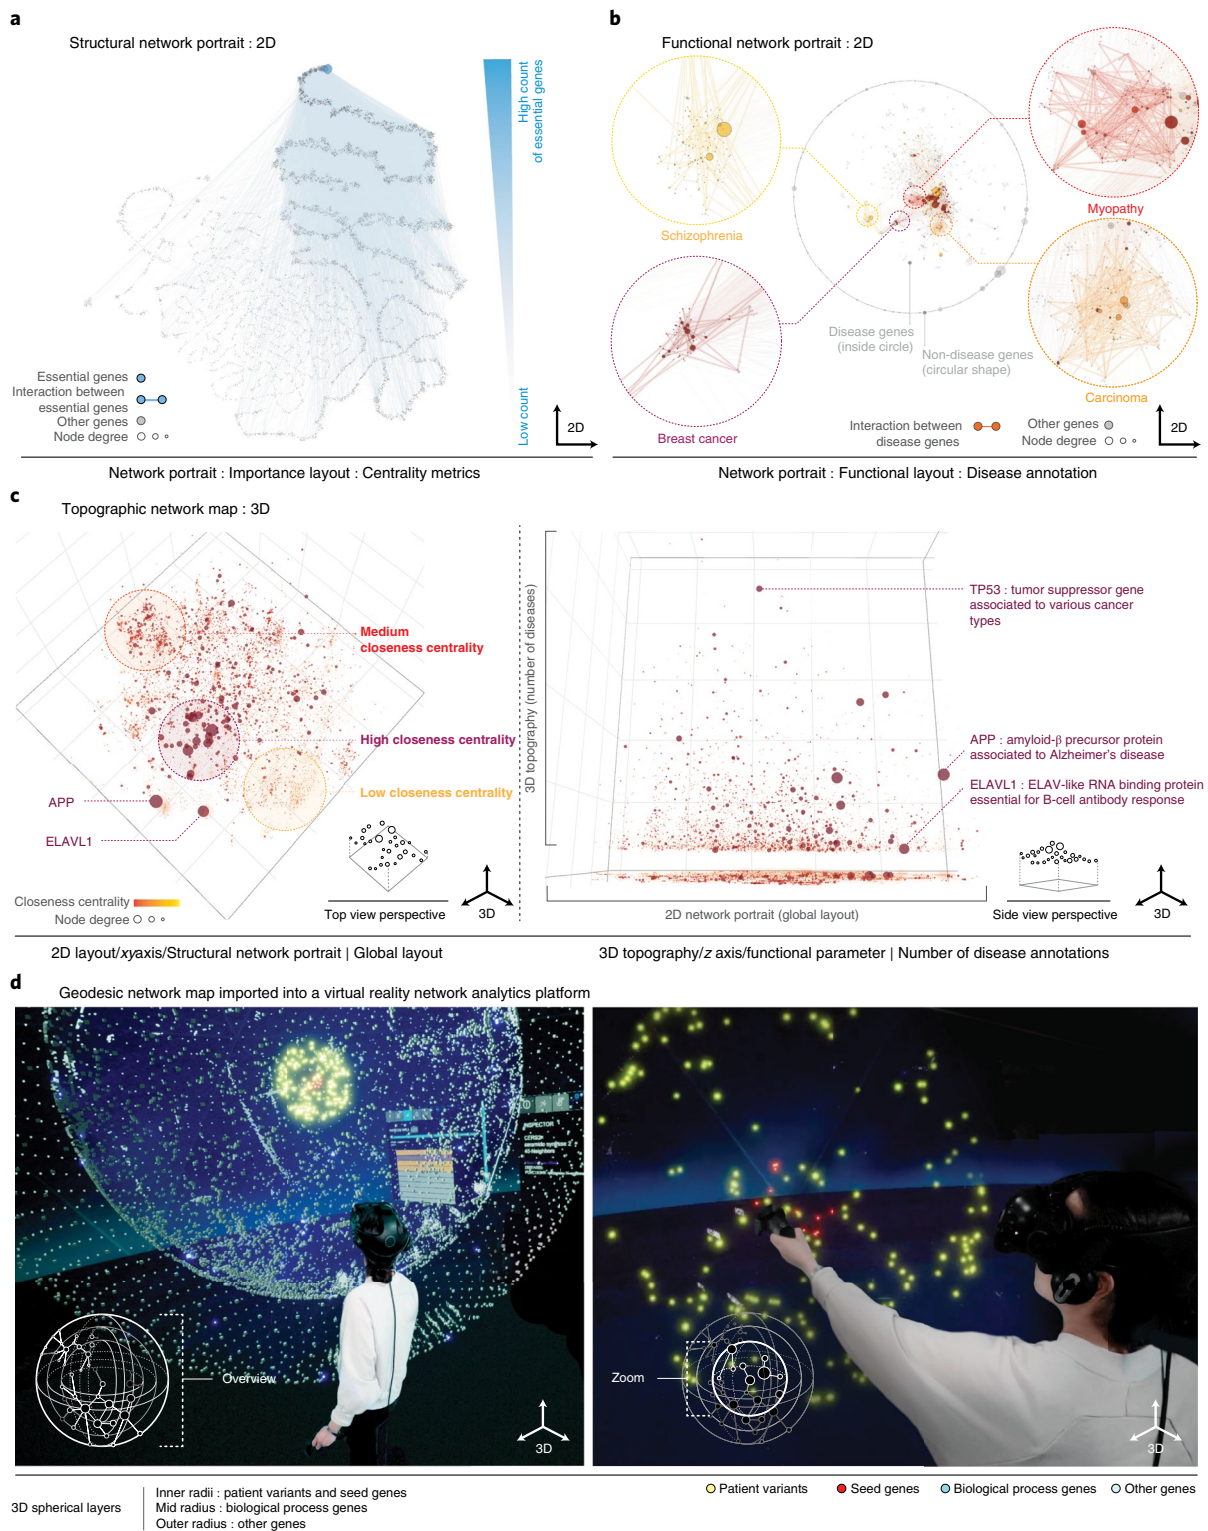 a
Structural network portrait : 2D
High count
of essential genes
Low count
Essential genes
Interaction between
essential genes
Other genes
Node degree
2D
Network portrait : Importance layout : Centrality metrics
b
Functional network portrait : 2D
Schizophrenia
Myopathy
Breast cancer
Carcinoma
Disease genes
(inside circle)
Non-disease genes
(circular shape)
Interaction between
disease genes
Other genes
Node degree
2D
Network portrait : Functional layout : Disease annotation
c
Topographic network map : 3D
Medium
closeness centrality
High closeness centrality
Low closeness centrality
APP
ELAVL1
Closeness centrality
Node degree
Top view perspective
3D
2D layout/xyaxis/Structural network portrait | Global layout
3D topography (number of diseases)
TP53 : tumor suppressor gene
associated to various cancer
types
APP : amyloid-β precursor protein
associated to Alzheimer's disease
ELAVL1 : ELAV-like RNA binding protein
essential for B-cell antibody response
2D network portrait (global layout)
Side view perspective
3D
3D topography/z axis/functional parameter | Number of disease annotations
d
Geodesic network map imported into a virtual reality network analytics platform
INSPECTOR
Overview
3D
Zoom
3D
3D spherical layers
Inner radii : patient variants and seed genes
Mid radius : biological process genes
Outer radius : other genes
Patient variants
Seed genes
Biological process genes
Other genes